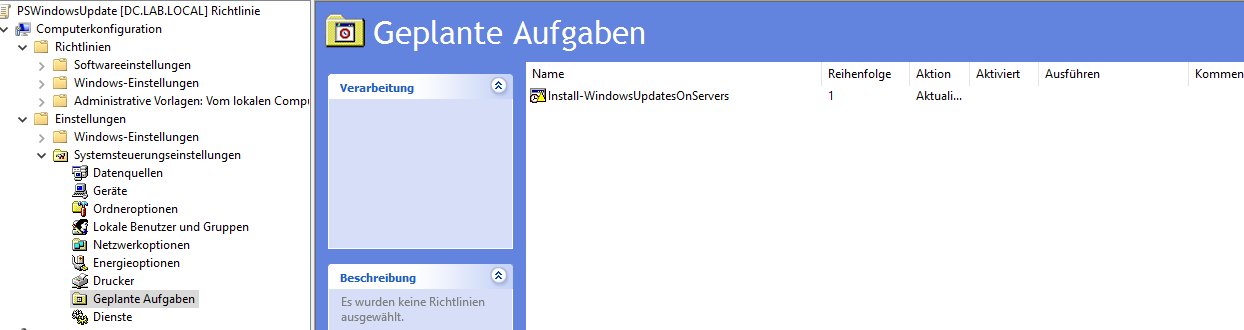 PSWindowsUpdate [DC.LAB.LOCAL] Richtlinie
Computerkonfiguration
Richtlinien
Softwareeinstellungen
Windows-Einstellungen
Administrative Vorlagen: Vom lokalen Compu
Einstellungen
Windows-Einstellungen
Systemsteuerungseinstellungen
Datenquellen
Geräte
Ordneroptionen
Lokale Benutzer und Gruppen
Netzwerkoptionen
Energieoptionen
Drucker
Geplante Aufgaben
Dienste
Geplante Aufgaben
Verarbeitung
Beschreibung
Es wurden keine Richtlinien
ausgewählt.
Name Reihenfolge Aktion Aktiviert Ausführen Kommen
Install-WindowsUpdatesOnServers 1 Aktuali...